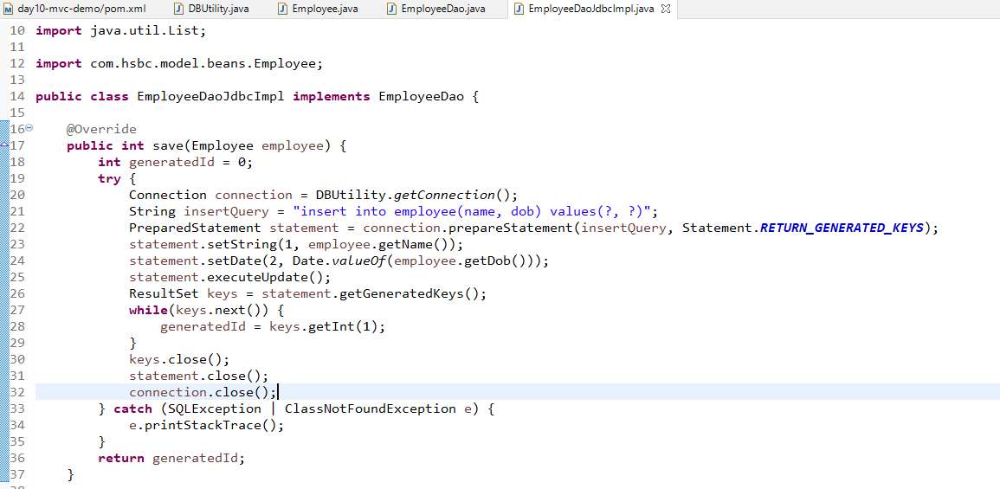 day10-mvc-demo/pom.xml DBUtility.java Employee.java EmployeeDao.java EmployeeDaoJdbcImpl.java
10 import java.util.List;
11
12 import com.hsbc.model.beans.Employee;
13
14 public class EmployeeDaoJdbcImpl implements EmployeeDao {
15
16 @Override
17 public int save(Employee employee) {
18 int generatedId = 0;
19 try {
20 Connection connection = DBUtility.getConnection();
21 String insertQuery = "insert into employee(name, dob) values(?, ?)";
22 PreparedStatement statement = connection.prepareStatement(insertQuery, Statement.RETURN_GENERATED_KEYS);
23 statement.setString(1, employee.getName());
24 statement.setDate(2, Date.valueOf(employee.getDob()));
25 statement.executeUpdate();
26 ResultSet keys = statement.getGeneratedKeys();
27 while(keys.next()) {
28 generatedId = keys.getInt(1);
29 }
30 keys.close();
31 statement.close();
32 connection.close();
33 } catch (SQLException | ClassNotFoundException e) {
34 e.printStackTrace();
35 }
36 return generatedId;
37 }